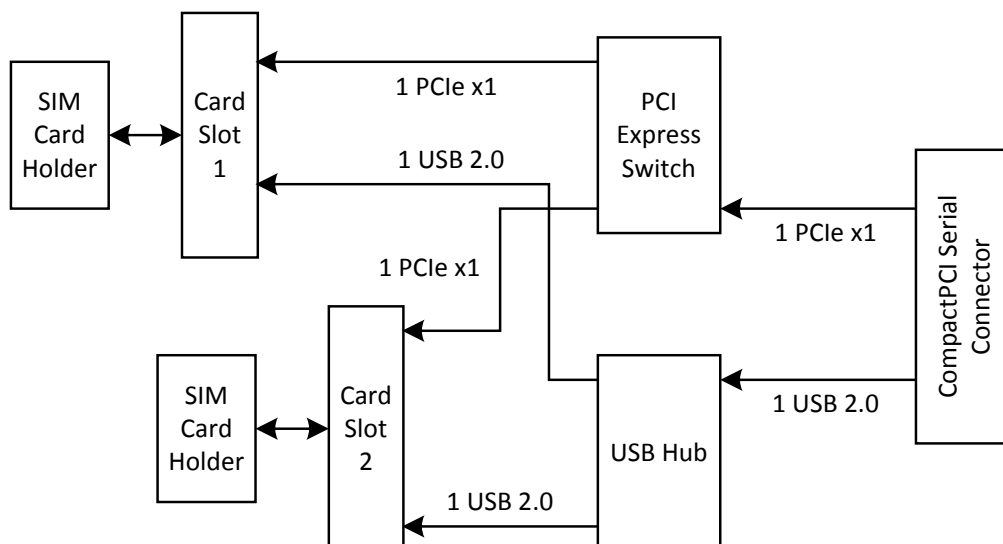 SIM
Card
Holder
Card
Slot
1
1 PCIe x1
1 USB 2.0
PCI
Express
Switch
1 PCIe x1
CompactPCI Serial
Connector
1 PCIe x1
SIM
Card
Holder
Card
Slot
2
1 USB 2.0
USB Hub
1 USB 2.0